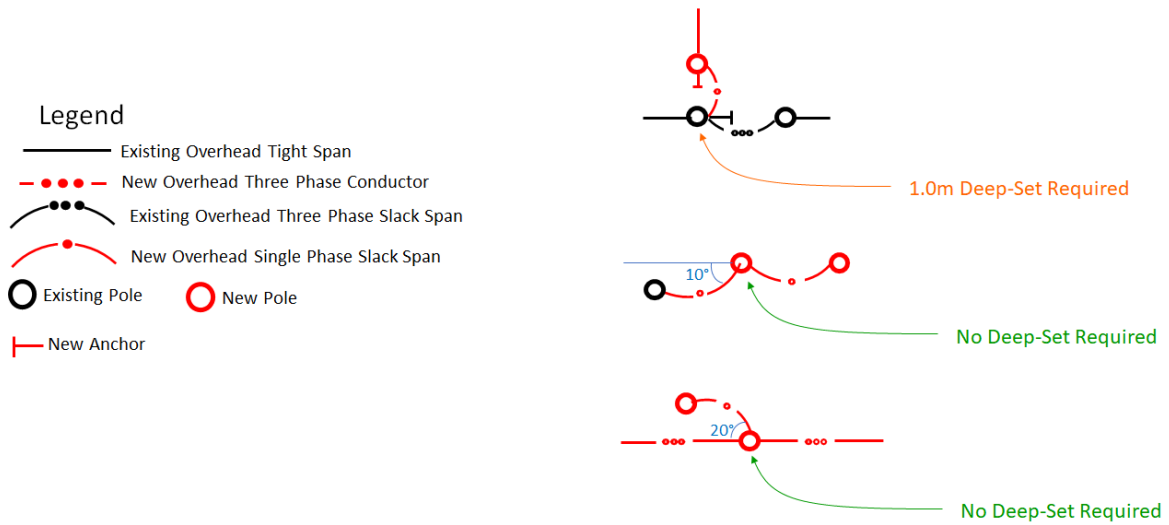 Legend
Existing Overhead Tight Span
New Overhead Three Phase Conductor
Existing Overhead Three Phase Slack Span
New Overhead Single Phase Slack Span
Existing Pole
New Pole
New Anchor
1.0m Deep-Set Required
10°
No Deep-Set Required
20°
No Deep-Set Required